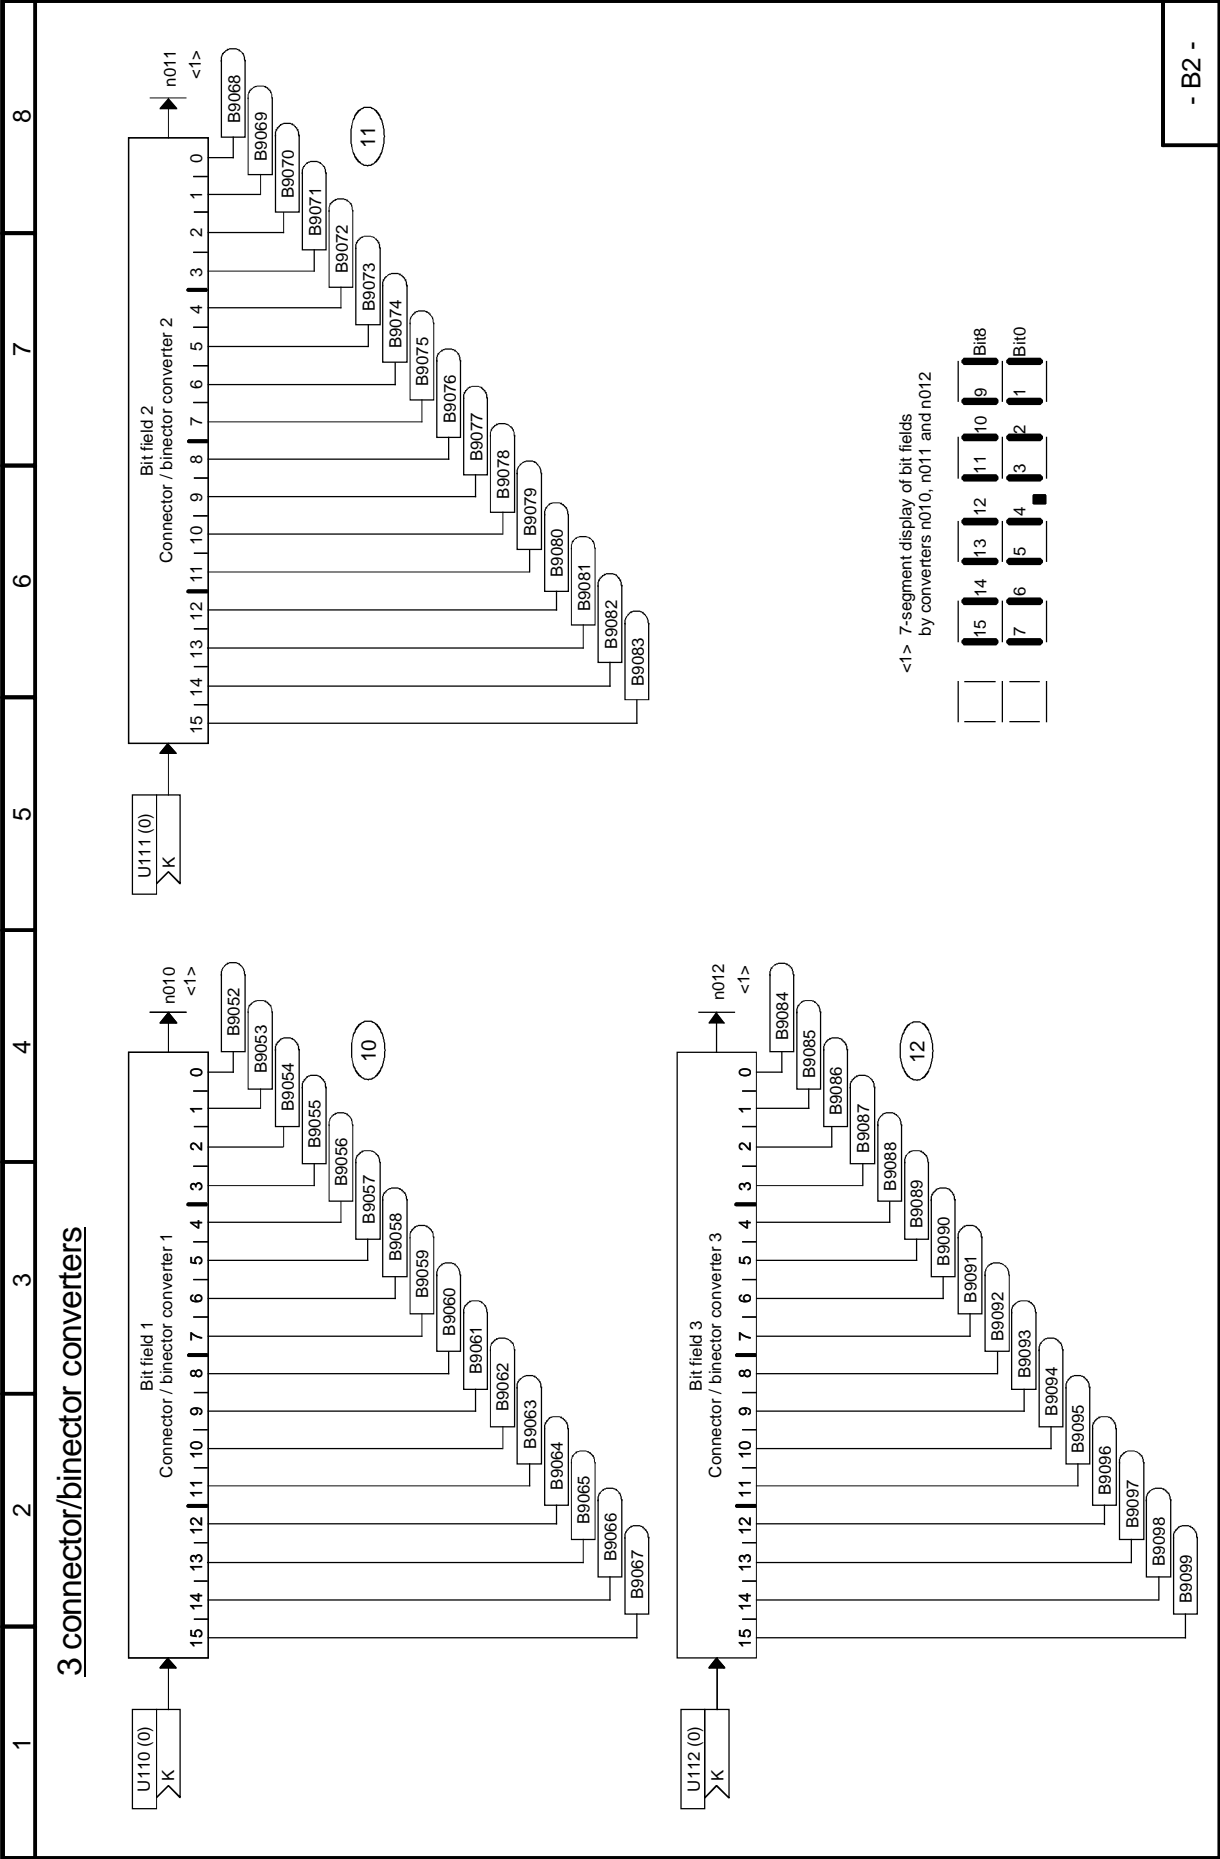 1 2 3 4 5 6 7 8
3 connector/binector converters
U110 (0)
K
Bit field 1
Connector / binector converter 1
15 14 13 12 11 10 9 8 7 6 5 4 3 2 1 0
n010
<1>
B9052
B9053
B9054
B9055
B9056
B9057
B9058
B9059
B9060
B9061
B9062
B9063
B9064
B9065
B9066
B9067
10
U111 (0)
K
Bit field 2
Connector / binector converter 2
15 14 13 12 11 10 9 8 7 6 5 4 3 2 1 0
n011
<1>
B9068
B9069
B9070
B9071
B9072
B9073
B9074
B9075
B9076
B9077
B9078
B9079
B9080
B9081
B9082
B9083
11
U112 (0)
K
Bit field 3
Connector / binector converter 3
15 14 13 12 11 10 9 8 7 6 5 4 3 2 1 0
n012
<1>
B9084
B9085
B9086
B9087
B9088
B9089
B9090
B9091
B9092
B9093
B9094
B9095
B9096
B9097
B9098
B9099
12
<1> 7-segment display of bit fields
by converters n010, n011 and n012
15 14 13 12 11 10 9 Bit8
7 6 5 4 3 2 1 Bit0
- B2 -